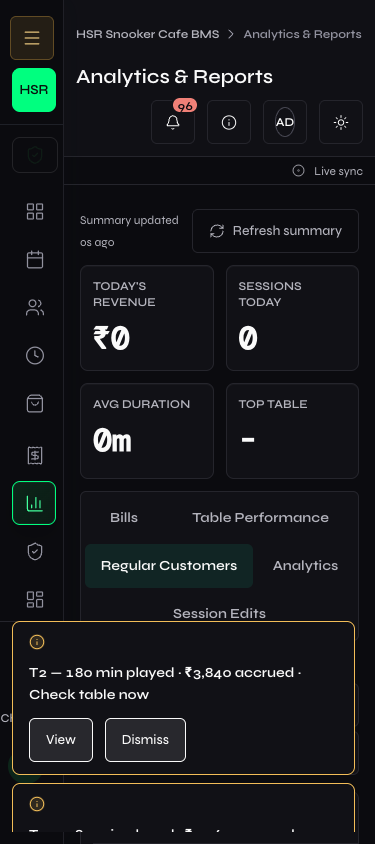 HSR Snooker Cafe BMS > Analytics & Reports
HSR
Analytics & Reports
96
AD
Live sync
Summary updated
0s ago
Refresh summary
TODAY'S
REVENUE
₹0
SESSIONS
TODAY
0
AVG DURATION
0m
TOP TABLE
-
Bills
Table Performance
Regular Customers
Analytics
Session Edits
T2 — 180 min played · ₹3,840 accrued ·
Check table now
View
Dismiss